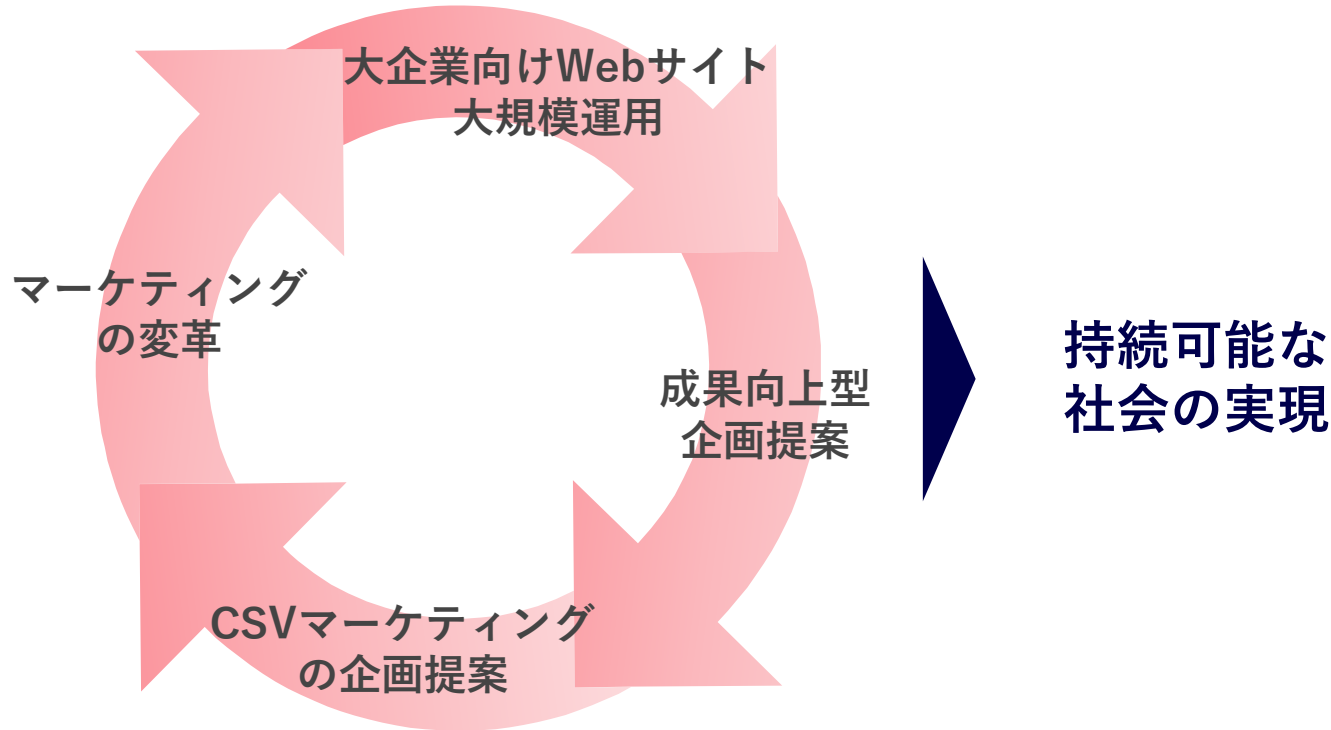 大企業向けWebサイト
大規模運用
マーケティング
の変革
成果向上型
企画提案
CSVマーケティング
の企画提案
持続可能な
社会の実現